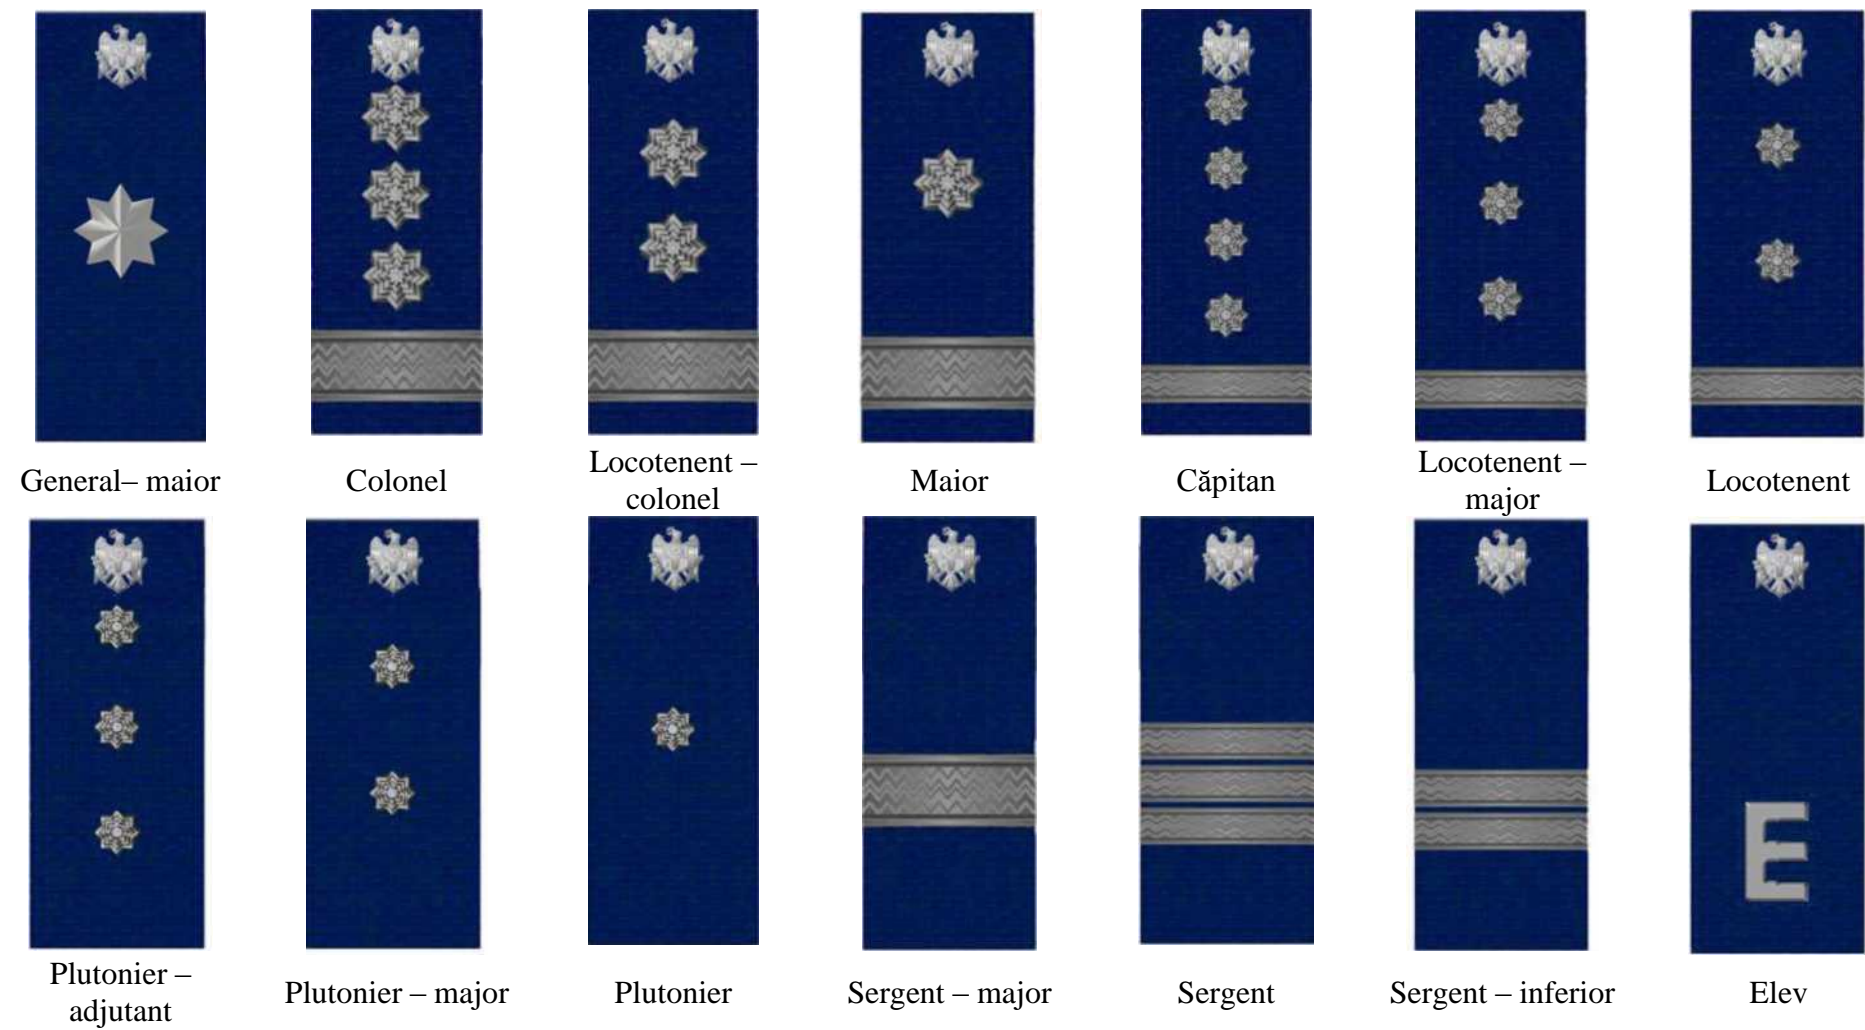 General– maior
Colonel
Locotenent –
colonel
Maior
Căpitan
Locotenent –
major
Locotenent
Plutonier –
adjutant
Plutonier – major
Plutonier
Sergent – major
Sergent
Sergent – inferior
E
Elev